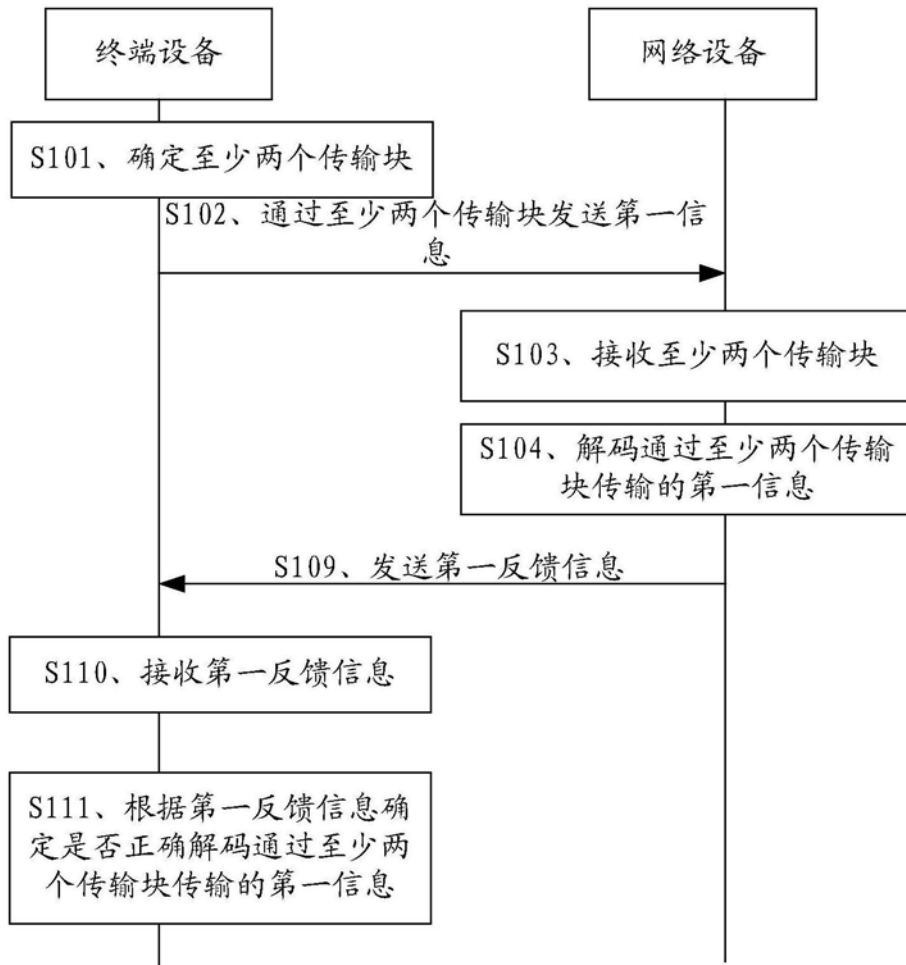 终端设备
网络设备
S101、确定至少两个传输块
S102、通过至少两个传输块发送第一信
息
S103、接收至少两个传输块
S104、解码通过至少两个传输
块传输的第一信息
S109、发送第一反馈信息
S110、接收第一反馈信息
S111、根据第一反馈信息确
定是否正确解码通过至少两
个传输块传输的第一信息